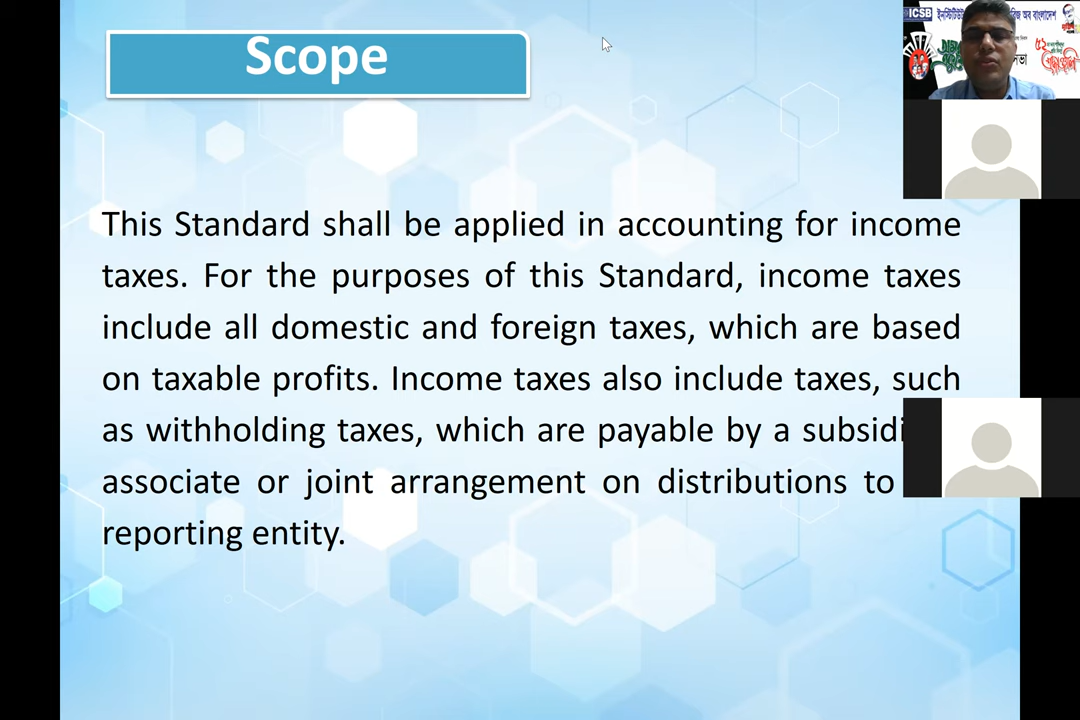 Scope
ICSB
This Standard shall be applied in accounting for income
taxes. For the purposes of this Standard, income taxes
include all domestic and foreign taxes, which are based
on taxable profits. Income taxes also include taxes, such
as withholding taxes, which are payable by a subsidi
associate or joint arrangement on distributions to
reporting entity.